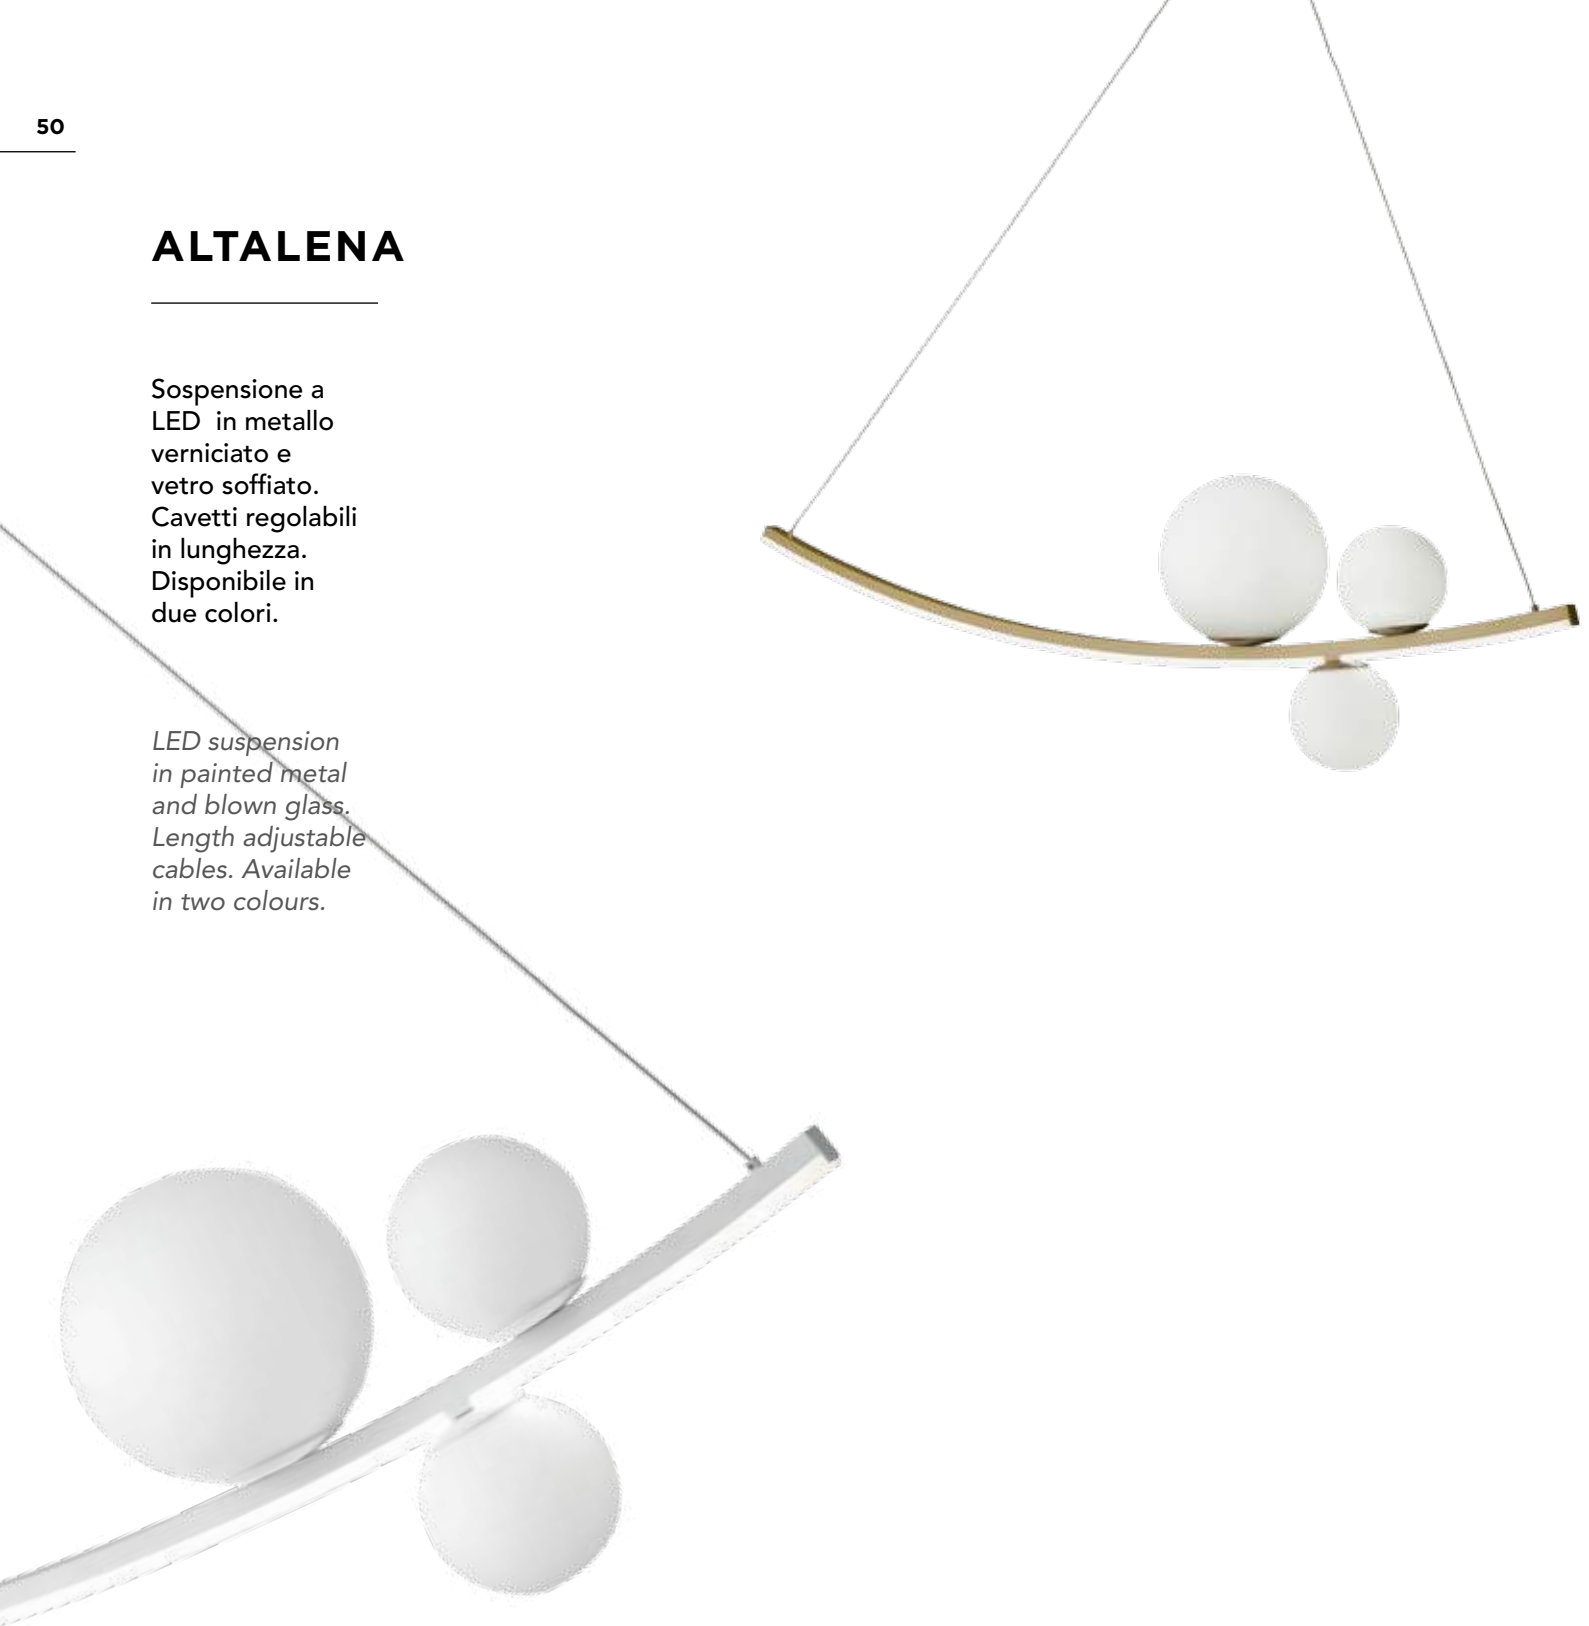 50
ALTALENA
Sospensione a
LED in metallo
verniciato e
vetro soffiato.
Cavetti regolabili
in lunghezza.
Disponibile in
due colori.
LED suspension
in painted metal
and blown glass.
Length adjustable
cables. Available
in two colours.